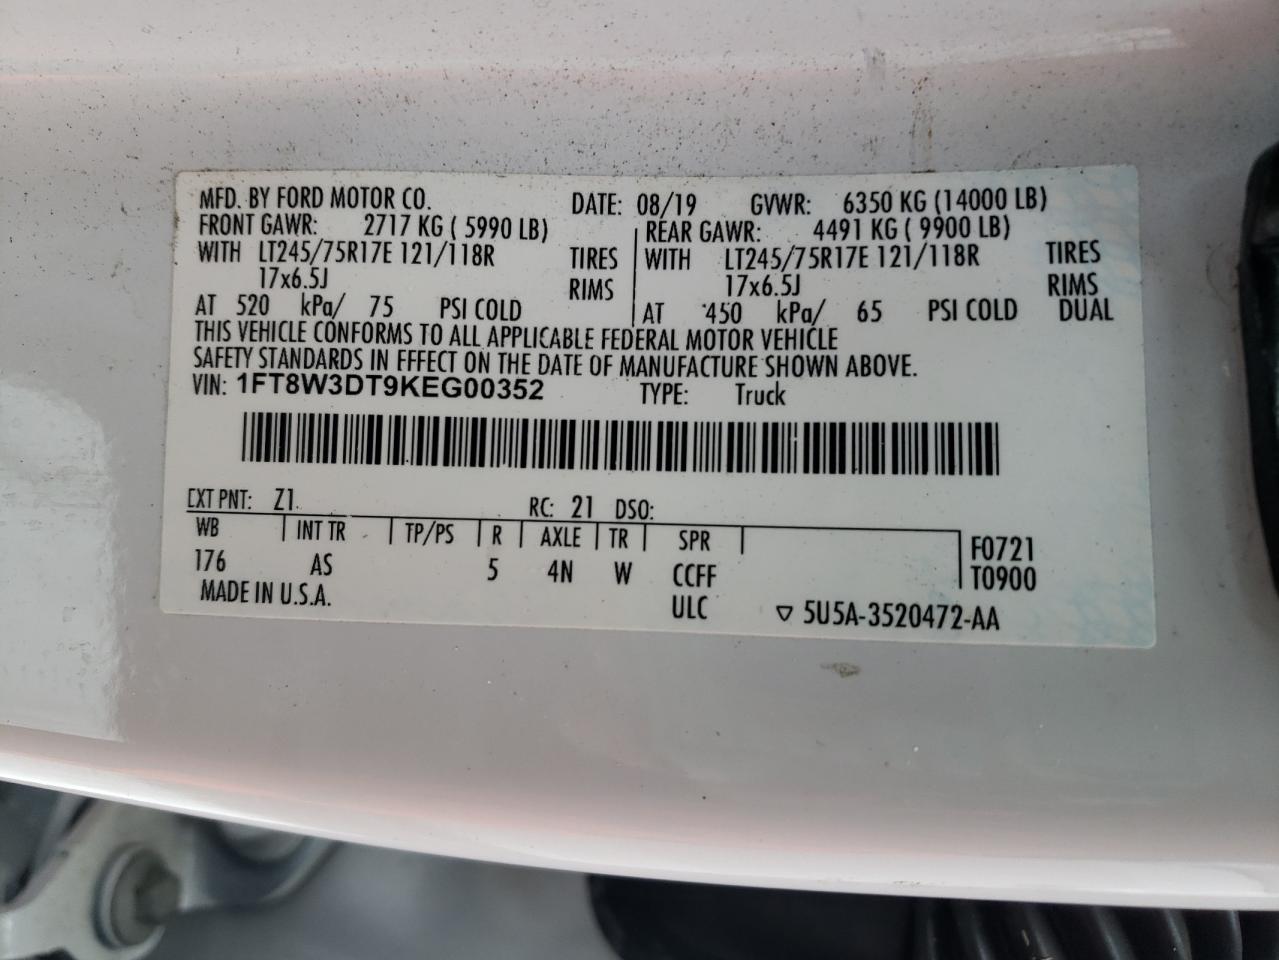 MFD. BY FORD MOTOR CO. DATE: 08/19 GVWR: 6350 KG (14000 LB)
FRONT GAWR: 2717 KG ( 5990 LB) REAR GAWR: 4491 KG ( 9900 LB)
WITH LT245/75R17E 121/118R TIRES WITH LT245/75R17E 121/118R TIRES
17x6.5J RIMS 17x6.5J RIMS
AT 520 kPa/ 75 PSI COLD AT 450 kPa/ 65 PSI COLD DUAL
THIS VEHICLE CONFORMS TO ALL APPLICABLE FEDERAL MOTOR VEHICLE
SAFETY STANDARDS IN EFFECT ON THE DATE OF MANUFACTURE SHOWN ABOVE.
VIN: 1FT8W3DT9KEG00352 TYPE: Truck
EXT PNT: Z1 RC: 21 DSO:
WB INT TR TP/PS R AXLE TR SPR F0721
176 AS 5 4N W CCFF T0900
MADE IN U.S.A. ULC ▽ 5U5A-3520472-AA